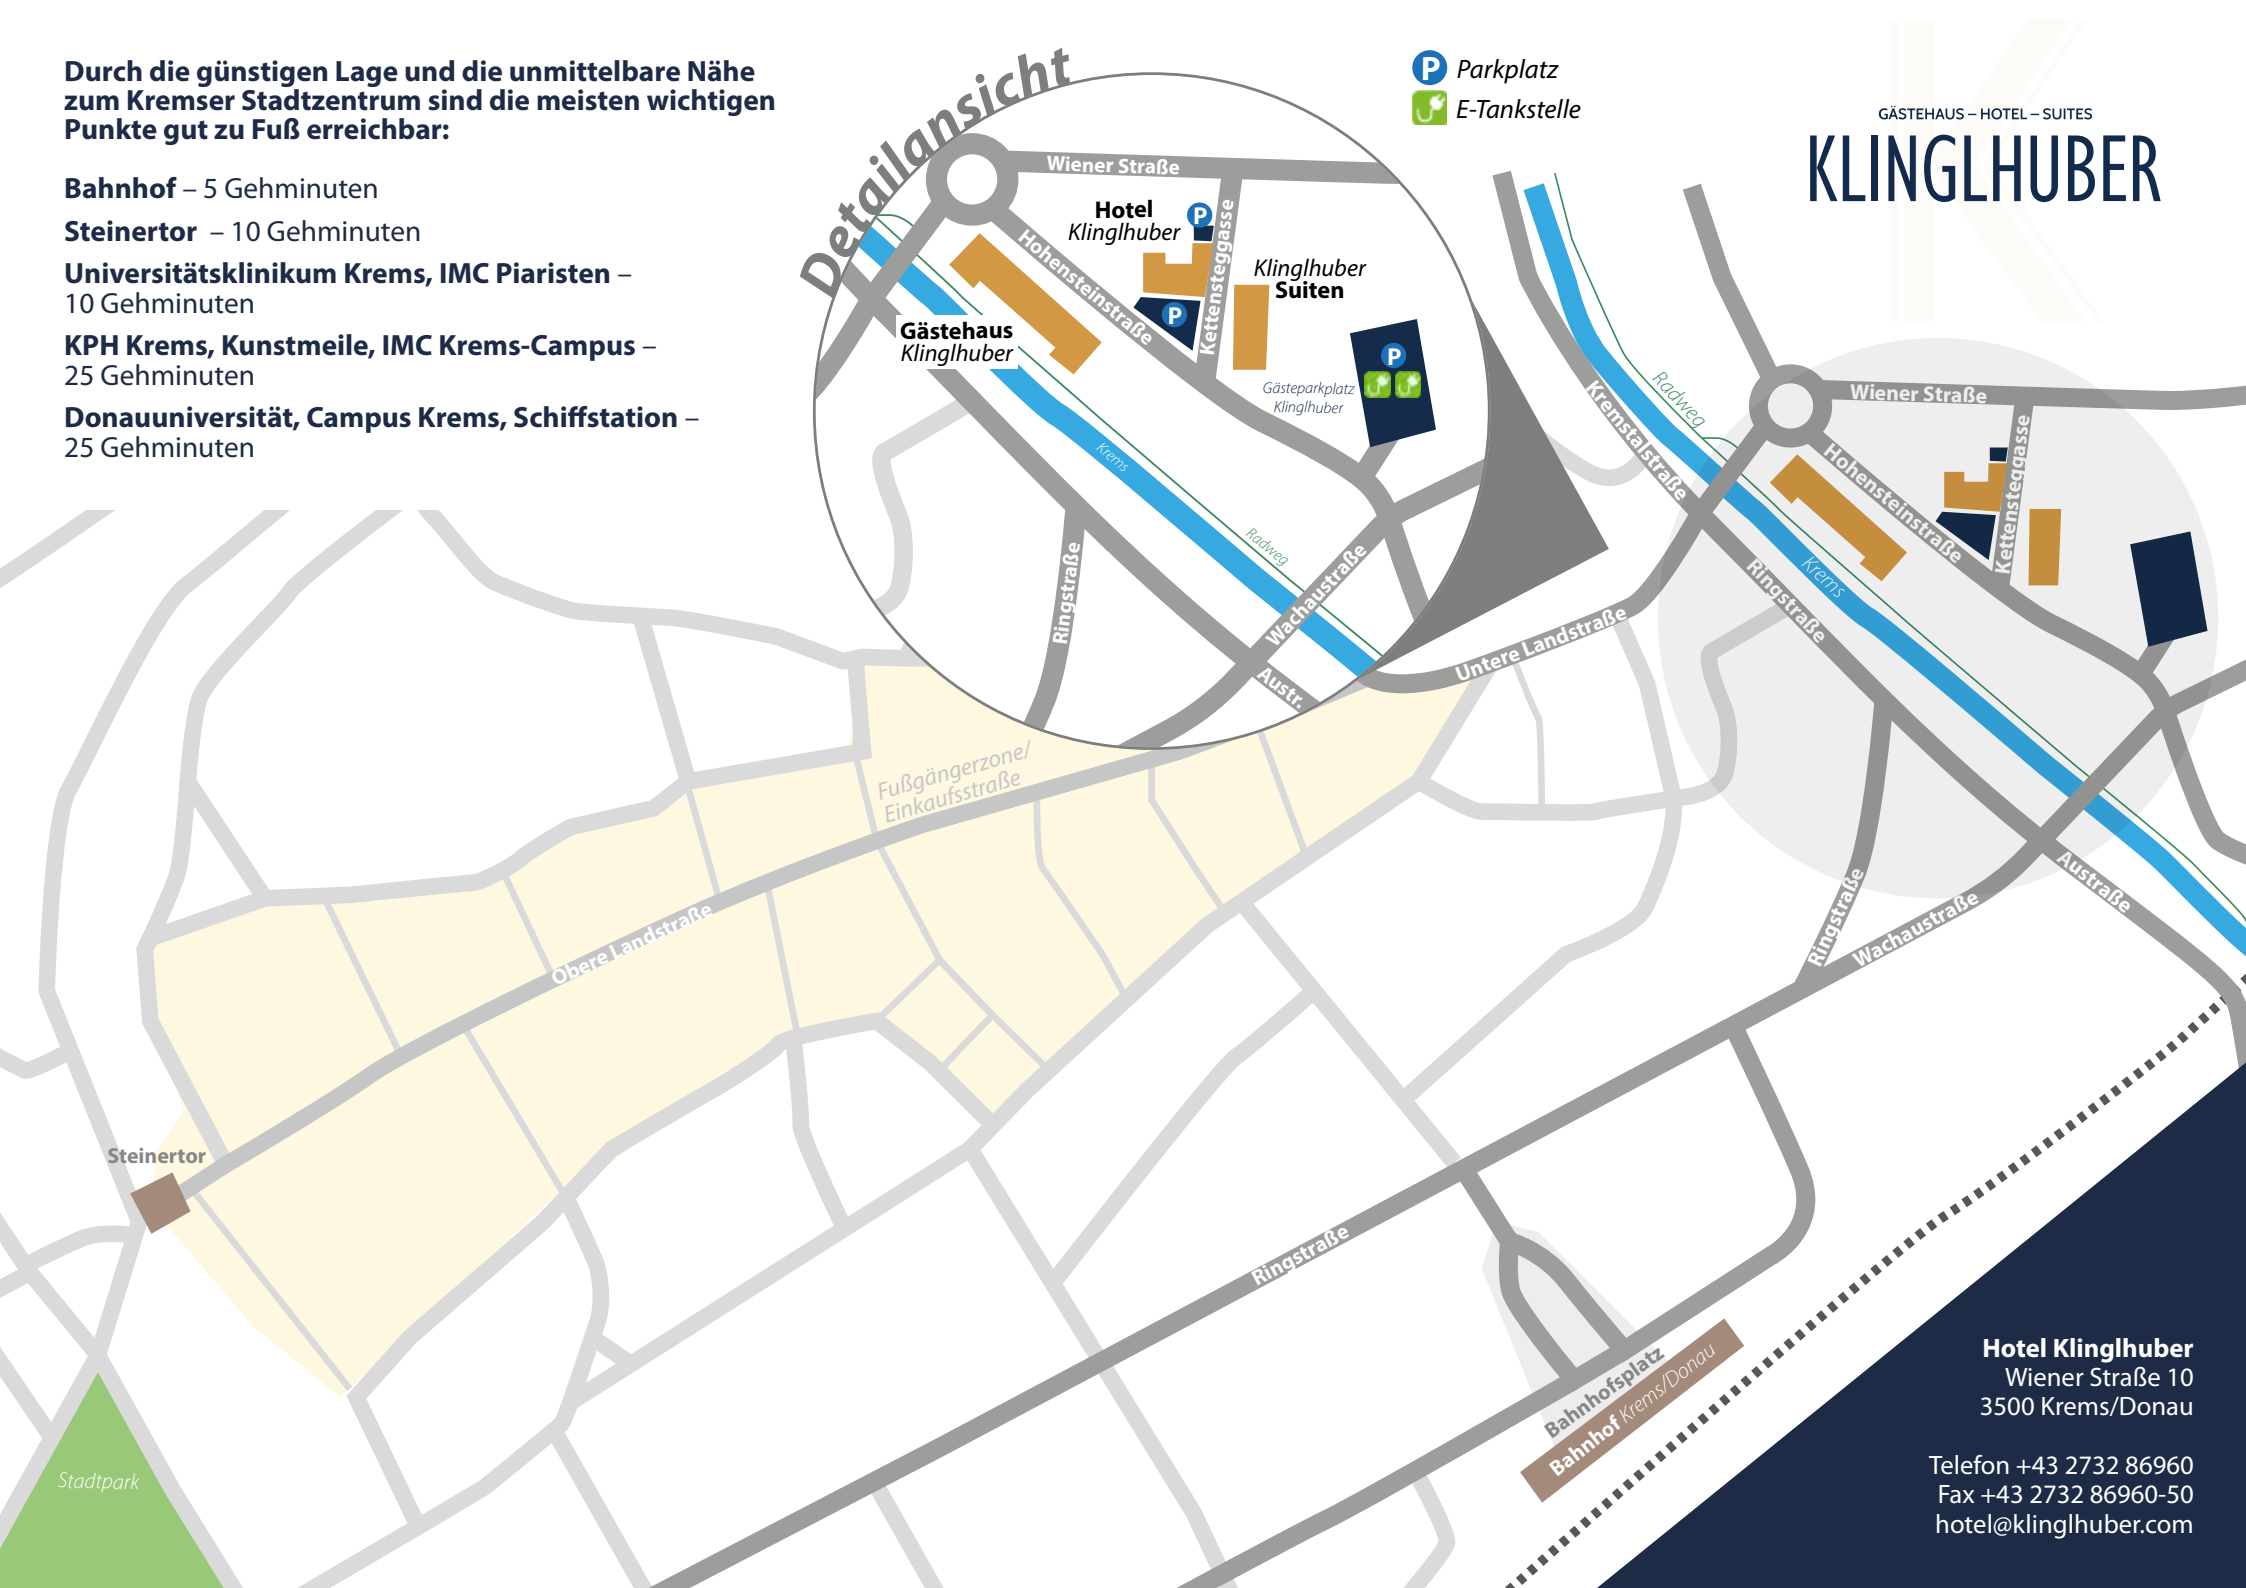 Durch die günstigen Lage und die unmittelbare Nähe
zum Kremser Stadtzentrum sind die meisten wichtigen
Punkte gut zu Fuß erreichbar:
Bahnhof – 5 Gehminuten
Steinertor – 10 Gehminuten
Universitätsklinikum Krems, IMC Piaristen –
10 Gehminuten
KPH Krems, Kunstmeile, IMC Krems-Campus –
25 Gehminuten
Donauuniversität, Campus Krems, Schiffstation –
25 Gehminuten
Detailansicht
P Parkplatz
E-Tankstelle
GÄSTEHAUS – HOTEL – SUITES
KLINGLHUBER
K
Wiener Straße
Hotel
Klinglhuber
P
Hohensteinstraße
Kettensteggasse
Klinglhuber
Suiten
P
Gästehaus
Klinglhuber
P
Gästeparkplatz
Klinglhuber
Krems
Radweg
Ringstraße
Wachaustraße
Austr.
Radweg
Kremstalstraße
Wiener Straße
Hohensteinstraße
Kettensteggasse
Krems
Ringstraße
Untere Landstraße
Fußgängerzone/
Einkaufsstraße
Obere Landstraße
Austraße
Ringstraße
Wachaustraße
Steinertor
Ringstraße
Bahnhofsplatz
Bahnhof Krems/Donau
Stadtpark
Hotel Klinglhuber
Wiener Straße 10
3500 Krems/Donau
Telefon +43 2732 86960
Fax +43 2732 86960-50
hotel@klinglhuber.com